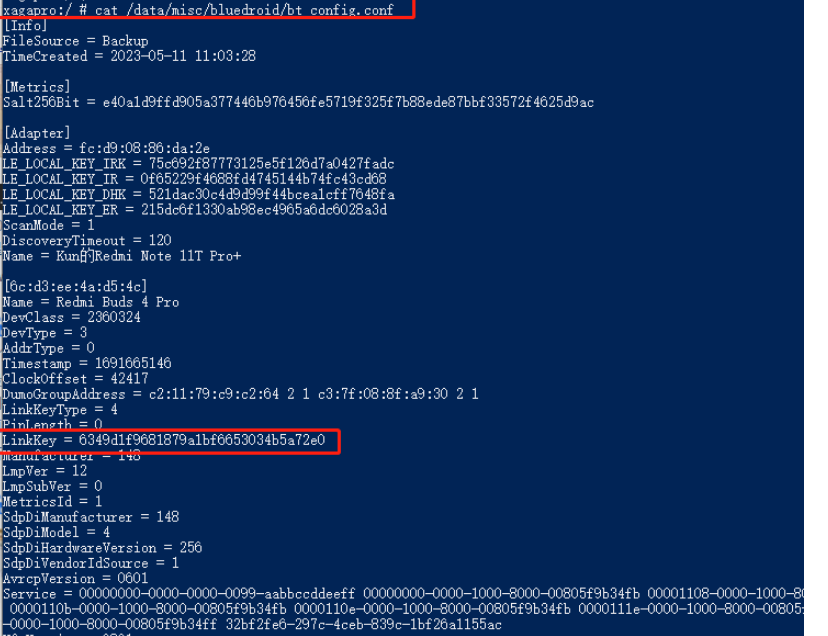 xagapro:/ # cat /data/misc/bluedroid/bt_config.conf
[Info]
FileSource = Backup
TimeCreated = 2023-05-11 11:03:28
[Metrics]
Salt256Bit = e40a1d9ffd905a377446b976456fe5719f325f7b88ede87bbf33572f4625d9ac
[Adapter]
Address = fc:d9:08:86:da:2e
LE_LOCAL_KEY_IRK = 75c692f87773125e5f126d7a0427fadc
LE_LOCAL_KEY_IR = 0f65229f4688fd4745144b74fc43cd68
LE_LOCAL_KEY_DHK = 521dac30c4d9d99f44bcea1cff7648fa
LE_LOCAL_KEY_ER = 215dc6f1330ab98ec4965a6dc6028a3d
ScanMode = 1
DiscoveryTimeout = 120
Name = Kun的Redmi Note 11T Pro+
[6c:d3:ee:4a:d5:4c]
Name = Redmi Buds 4 Pro
DevClass = 2360324
DevType = 3
AddrType = 0
Timestamp = 1691665146
ClockOffset = 42417
DumoGroupAddress = c2:11:79:c9:c2:64 2 1 c3:7f:08:8f:a9:30 2 1
LinkKeyType = 4
PinLength = 0
LinkKey = 6349d1f9681879a1bf6653034b5a72e0
Manufacturer = 148
LmpVer = 12
LmpSubVer = 0
MetricsId = 1
SdpDiManufacturer = 148
SdpDiModel = 4
SdpDiHardwareVersion = 256
SdpDiVendorIdSource = 1
AvrcpVersion = 0601
Service = 00000000-0000-0000-0099-aabbccddeeff 00000000-0000-1000-8000-00805f9b34fb 00001108-0000-1000-80
0000110b-0000-1000-8000-00805f9b34fb 0000110e-0000-1000-8000-00805f9b34fb 0000111e-0000-1000-8000-00805
-0000-1000-8000-00805f9b34ff 32bf2fe6-297c-4ceb-839c-1bf26a1155ac